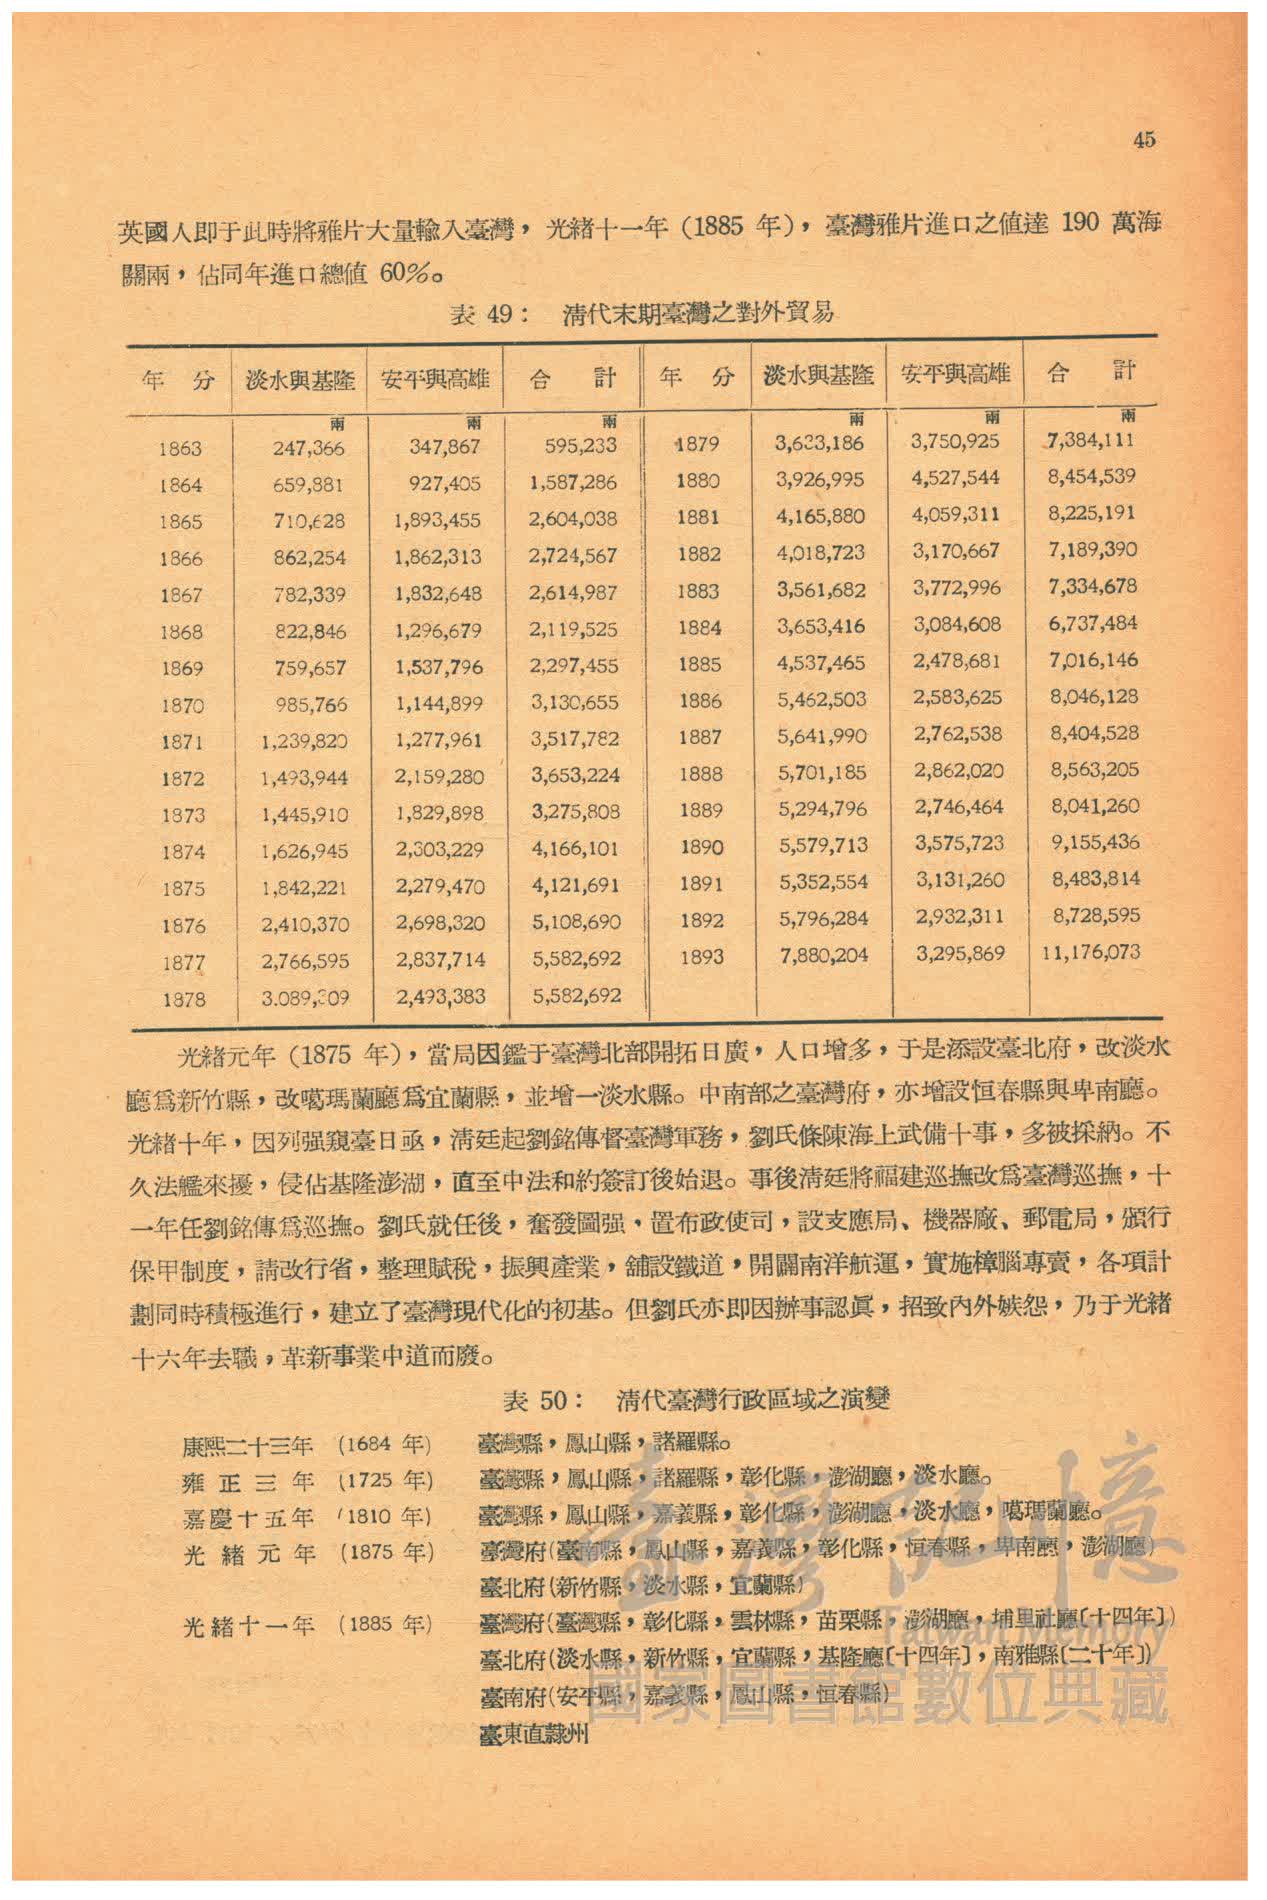 45
英國人即于此時將雅片大量輸入臺灣，光緒十一年（1885 年），臺灣雅片進口之値達 190 萬海
關兩，佔同年進口總值 60%。
表 49： 清代末期臺灣之對外貿易
年 分 淡水與基隆 安平與高雄 合 計 年 分 淡水與基隆 安平與高雄 合 計
兩 兩 兩 兩 兩 兩
1863 247,366 347,867 595,233 1879 3,633,186 3,750,925 7,384,111
1864 659,881 927,405 1,587,286 1880 3,926,995 4,527,544 8,454,539
1865 710,628 1,893,455 2,604,038 1881 4,165,880 4,059,311 8,225,191
1866 862,254 1,862,313 2,724,567 1882 4,018,723 3,170,667 7,189,390
1867 782,339 1,832,648 2,614,987 1883 3,561,682 3,772,996 7,334,678
1868 822,846 1,296,679 2,119,525 1884 3,653,416 3,084,608 6,737,484
1869 759,657 1,537,796 2,297,455 1885 4,537,465 2,478,681 7,016,146
1870 985,766 1,144,899 3,130,655 1886 5,462,503 2,583,625 8,046,128
1871 1,239,820 1,277,961 3,517,782 1887 5,641,990 2,762,538 8,404,528
1872 1,493,944 2,159,280 3,653,224 1888 5,701,185 2,862,020 8,563,205
1873 1,445,910 1,829,898 3,275,808 1889 5,294,796 2,746,464 8,041,260
1874 1,626,945 2,303,229 4,166,101 1890 5,579,713 3,575,723 9,155,436
1875 1,842,221 2,279,470 4,121,691 1891 5,352,554 3,131,260 8,483,814
1876 2,410,370 2,698,320 5,108,690 1892 5,796,284 2,932,311 8,728,595
1877 2,766,595 2,837,714 5,582,692 1893 7,880,204 3,295,869 11,176,073
1878 3.089,309 2,493,383 5,582,692
光緒元年（1875 年），當局因鑑于臺灣北部開拓日廣，人口增多，于是添設臺北府，改淡水
廳爲新竹縣，改噶瑪蘭廳爲宜蘭縣，並增一淡水縣。中南部之臺灣府，亦增設恒春縣與卑南廳。
光緒十年，因列强窺臺日亟，清廷起劉銘傳督臺灣軍務，劉氏條陳海上武備十事，多被採納。不
久法艦來擾，侵佔基隆澎湖，直至中法和約簽訂後始退。事後清廷將福建巡撫改爲臺灣巡撫，十
一年任劉銘傳爲巡撫。劉氏就任後，奮發圖强，置布政使司，設支應局、機器廠、郵電局，頒行
保甲制度，請改行省，整理賦稅，振興產業，舖設鐵道，開闢南洋航運，實施樟腦專賣，各項計
劃同時積極進行，建立了臺灣現代化的初基。但劉氏亦即因辦事認眞，招致內外嫉怨，乃于光緒
十六年去職，革新事業中道而廢。
表 50： 清代臺灣行政區域之演變
康熙二十三年 (1684 年) 臺灣縣，鳳山縣，諸羅縣。
雍正三年 (1725 年) 臺灣縣，鳳山縣，諸羅縣，彰化縣，澎湖廳，淡水廳。
嘉慶十五年 (1810 年) 臺灣縣，鳳山縣，嘉義縣，彰化縣，澎湖廳，淡水廳，噶瑪蘭廳。
光緒元年 (1875 年) 臺灣府(臺南縣，鳳山縣，嘉義縣，彰化縣，恒春縣，卑南廳，澎湖廳)
臺北府(新竹縣，淡水縣，宜蘭縣)
光緒十一年 (1885 年) 臺灣府(臺灣縣，彰化縣，雲林縣，苗栗縣，澎湖廳，埔里社廳〔十四年〕)
臺北府(淡水縣，新竹縣，宜蘭縣，基隆廳〔十四年〕，南雅縣〔二十年〕)
臺南府(安平縣，嘉義縣，鳳山縣，恒春縣)
臺東直隸州
臺灣記憶
Taiwan Memory
國家圖書館數位典藏